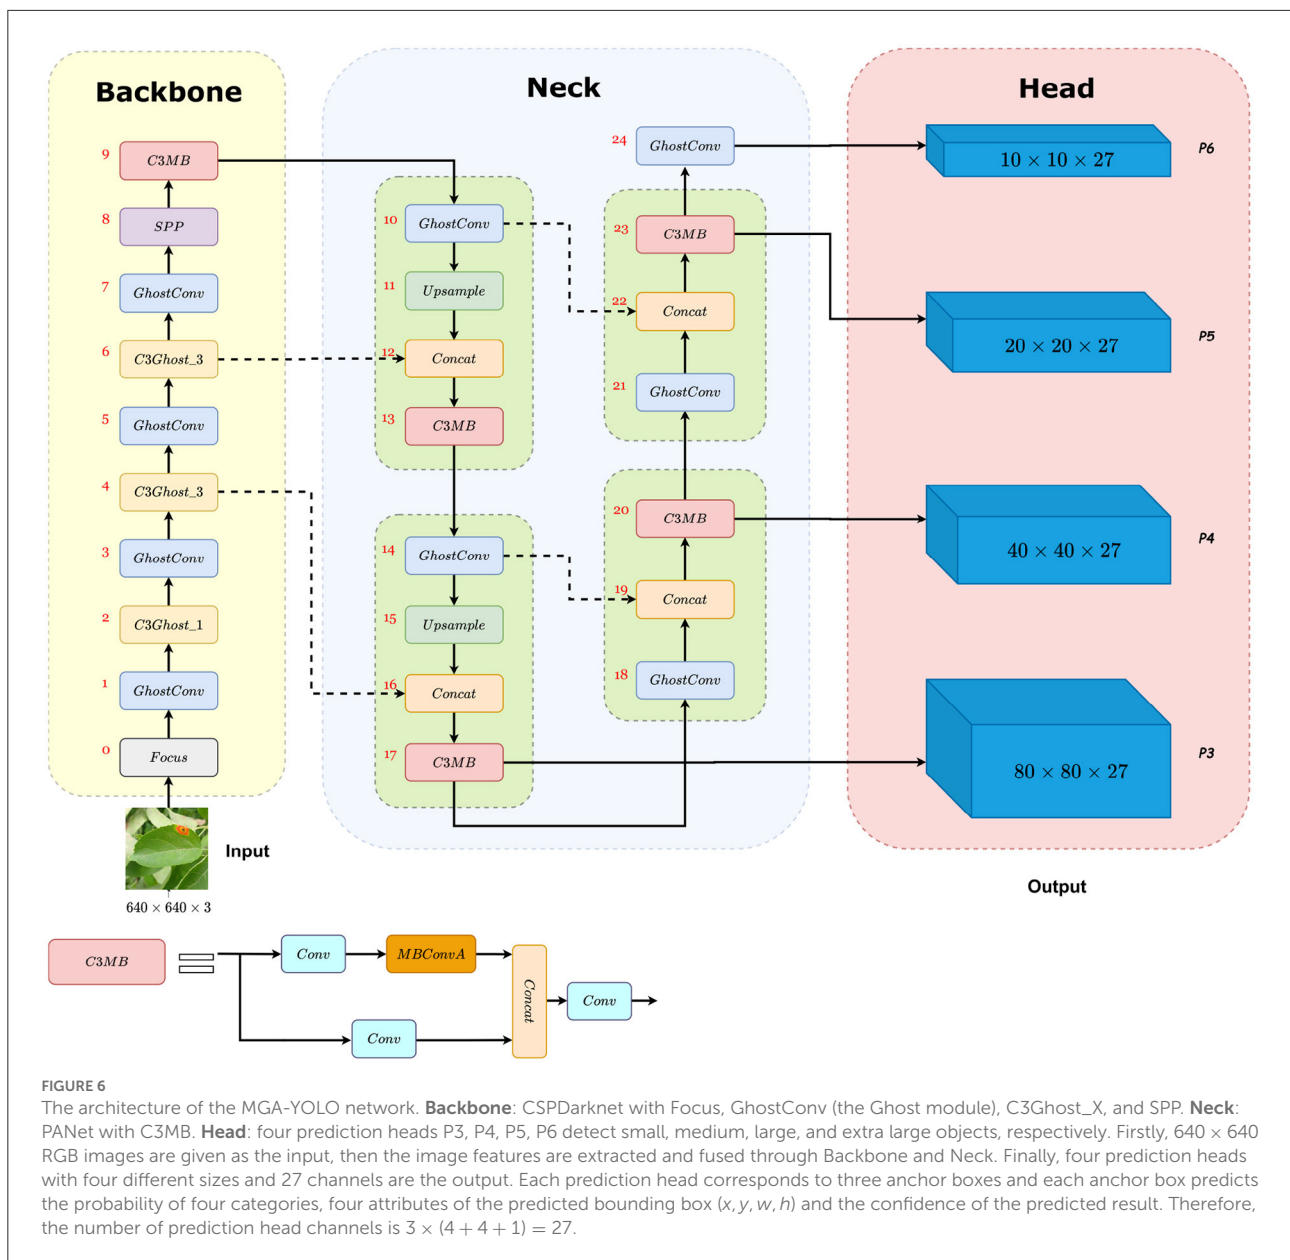 Backbone
Neck
Head
9
C3MB
8
SPP
7
GhostConv
6
C3Ghost_3
5
GhostConv
4
C3Ghost_3
3
GhostConv
2
C3Ghost_1
1
GhostConv
0
Focus
Input
640 × 640 × 3
10
GhostConv
11
Upsample
12
Concat
13
C3MB
14
GhostConv
15
Upsample
16
Concat
17
C3MB
24
GhostConv
23
C3MB
22
Concat
21
GhostConv
20
C3MB
19
Concat
18
GhostConv
10 × 10 × 27
P6
20 × 20 × 27
P5
40 × 40 × 27
P4
80 × 80 × 27
P3
Output
C3MB
Conv
MBConvA
Conv
Concat
Conv
FIGURE 6
The architecture of the MGA-YOLO network. Backbone: CSPDarknet with Focus, GhostConv (the Ghost module), C3Ghost_X, and SPP. Neck:
PANet with C3MB. Head: four prediction heads P3, P4, P5, P6 detect small, medium, large, and extra large objects, respectively. Firstly, 640 × 640
RGB images are given as the input, then the image features are extracted and fused through Backbone and Neck. Finally, four prediction heads
with four different sizes and 27 channels are the output. Each prediction head corresponds to three anchor boxes and each anchor box predicts
the probability of four categories, four attributes of the predicted bounding box (x, y, w, h) and the confidence of the predicted result. Therefore,
the number of prediction head channels is 3 × (4 + 4 + 1) = 27.